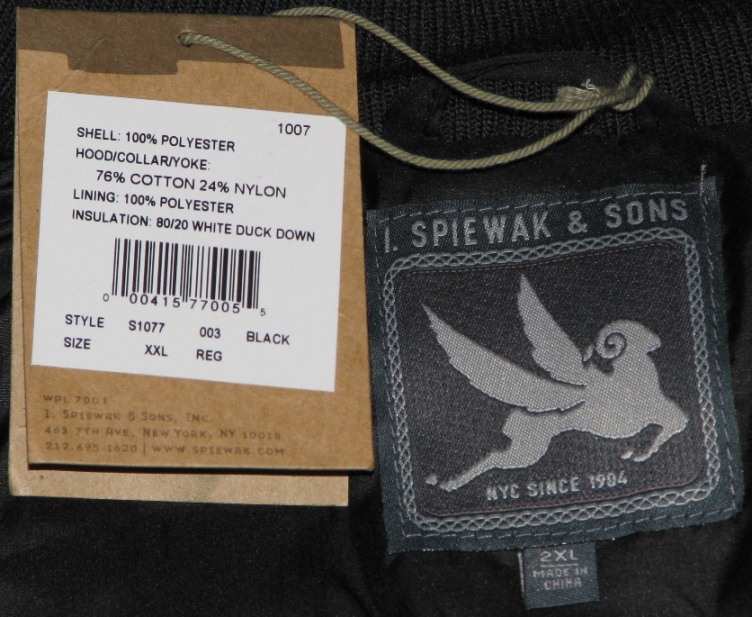 1007
SHELL: 100% POLYESTER
HOOD/COLLAR/YOKE:
76% COTTON 24% NYLON
LINING: 100% POLYESTER
INSULATION: 80/20 WHITE DUCK DOWN
0 00415 77005 5
STYLE S1077 003 BLACK
SIZE XXL REG
WPL 7001
I. SPIEWAK & SONS, INC.
463 7TH AVE, NEW YORK, NY 10018
212.695.1620 | WWW.SPIEWAK.COM
I. SPIEWAK & SONS
NYC SINCE 1904
2XL
MADE IN
CHINA